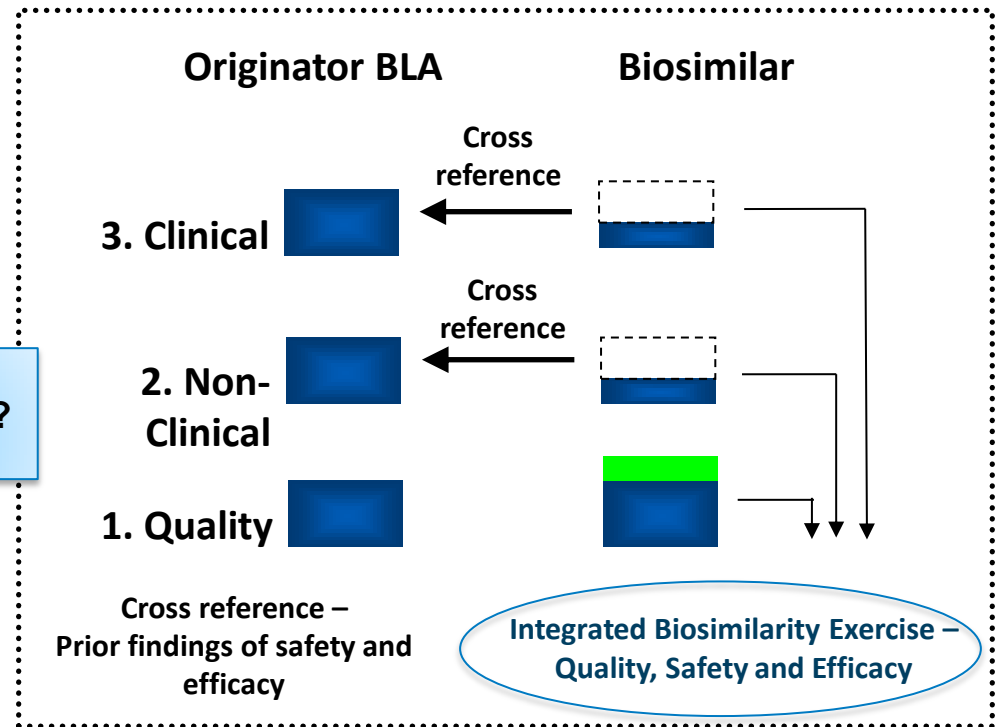 Originator BLA
Biosimilar
Cross
reference
3. Clinical
Cross
reference
2. Non-
Clinical
?
1. Quality
Cross reference –
Prior findings of safety and
efficacy
Integrated Biosimilarity Exercise –
Quality, Safety and Efficacy